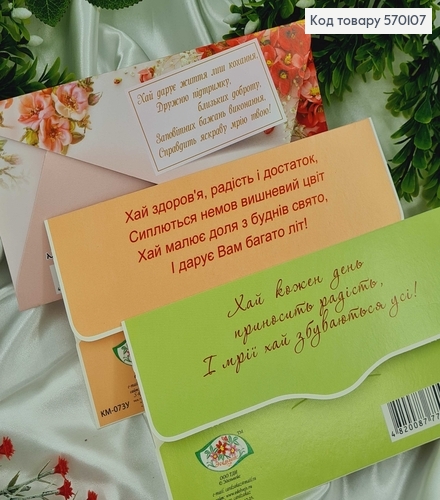 Код товару 570107
Хай дарує життя лиш кохання
Дружню підтримку,
близьких доброту.
Заповітних бажань виконання.
Справдить яскраву мрію твою!
Хай здоров'я, радість і достаток,
Сиплються немов вишневий цвіт
Хай малює доля з буднів свято,
І дарує Вам багато літ!
Хай кожен день
приносить радість,
І мрії хай збуваються усі!
КМ-073У